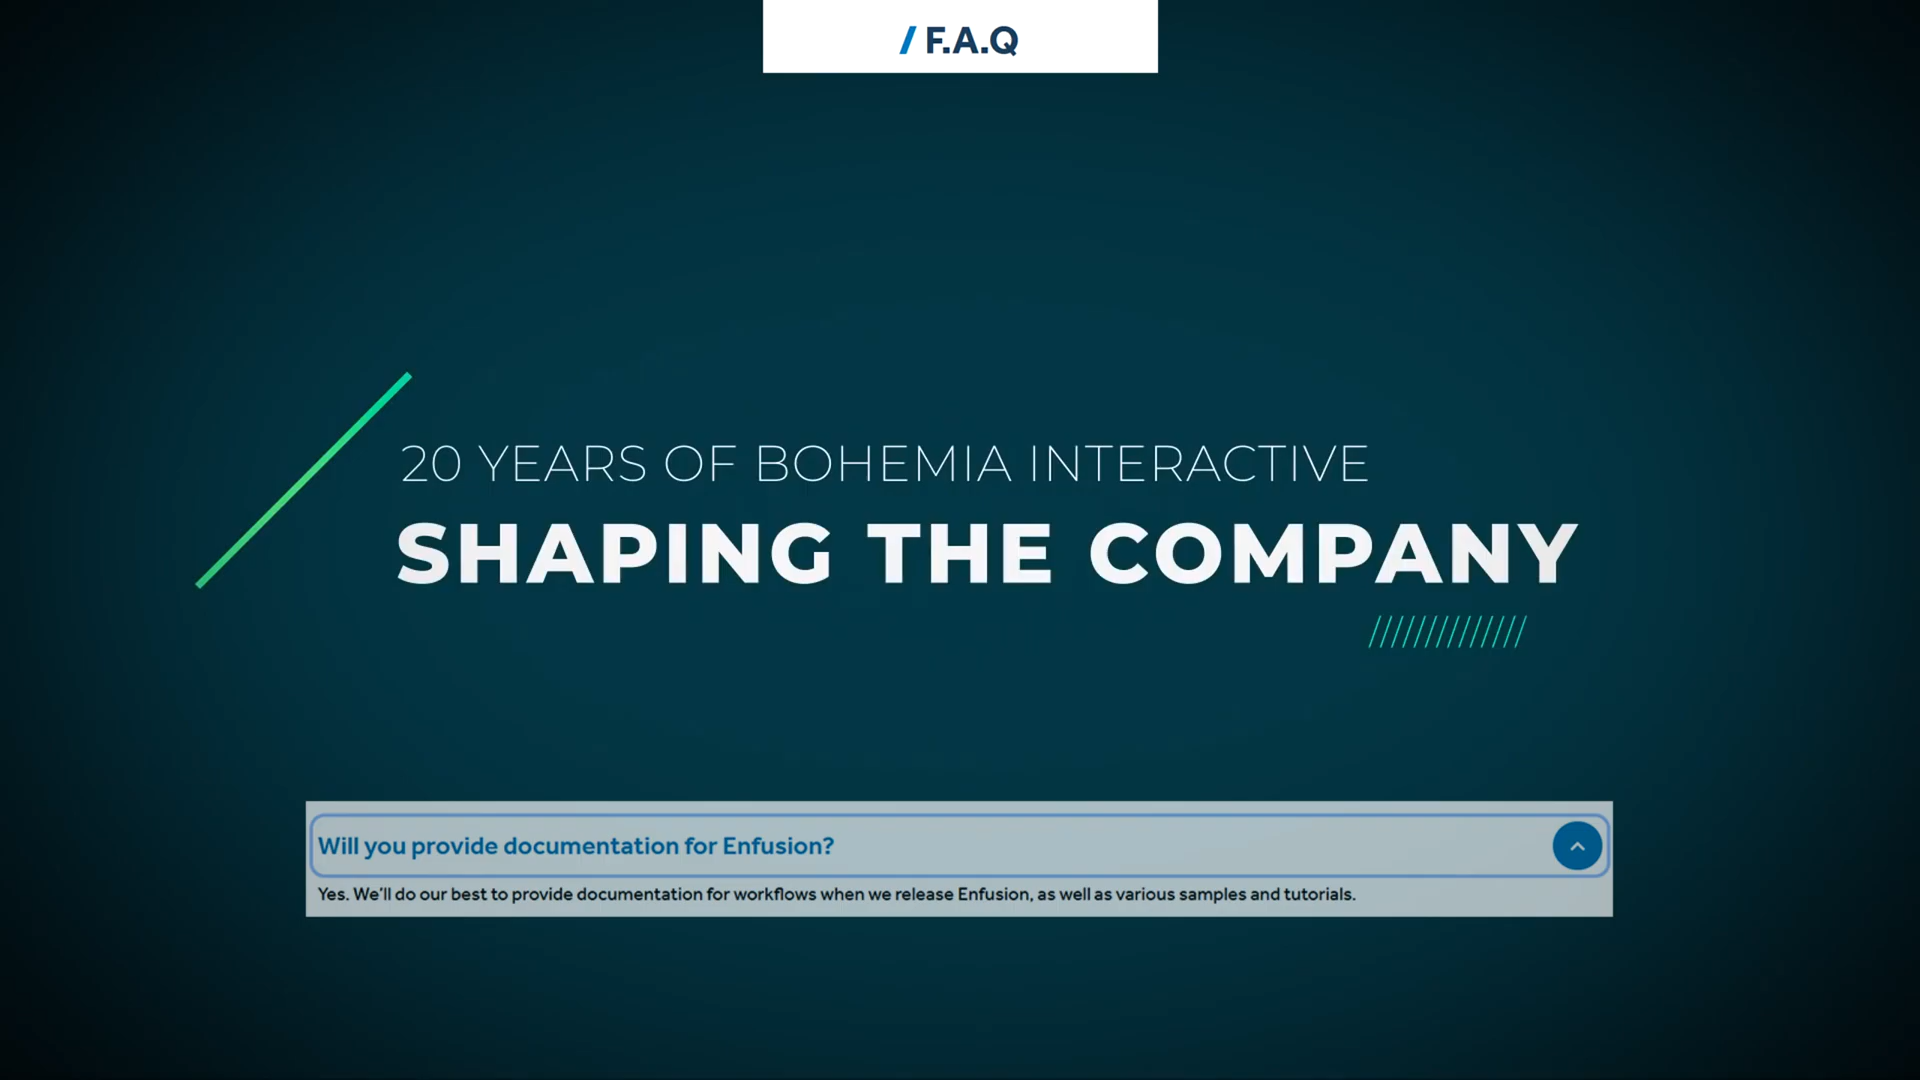 / F.A.Q
20 YEARS OF BOHEMIA INTERACTIVE
SHAPING THE COMPANY
Will you provide documentation for Enfusion?
Yes. We'll do our best to provide documentation for workflows when we release Enfusion, as well as various samples and tutorials.